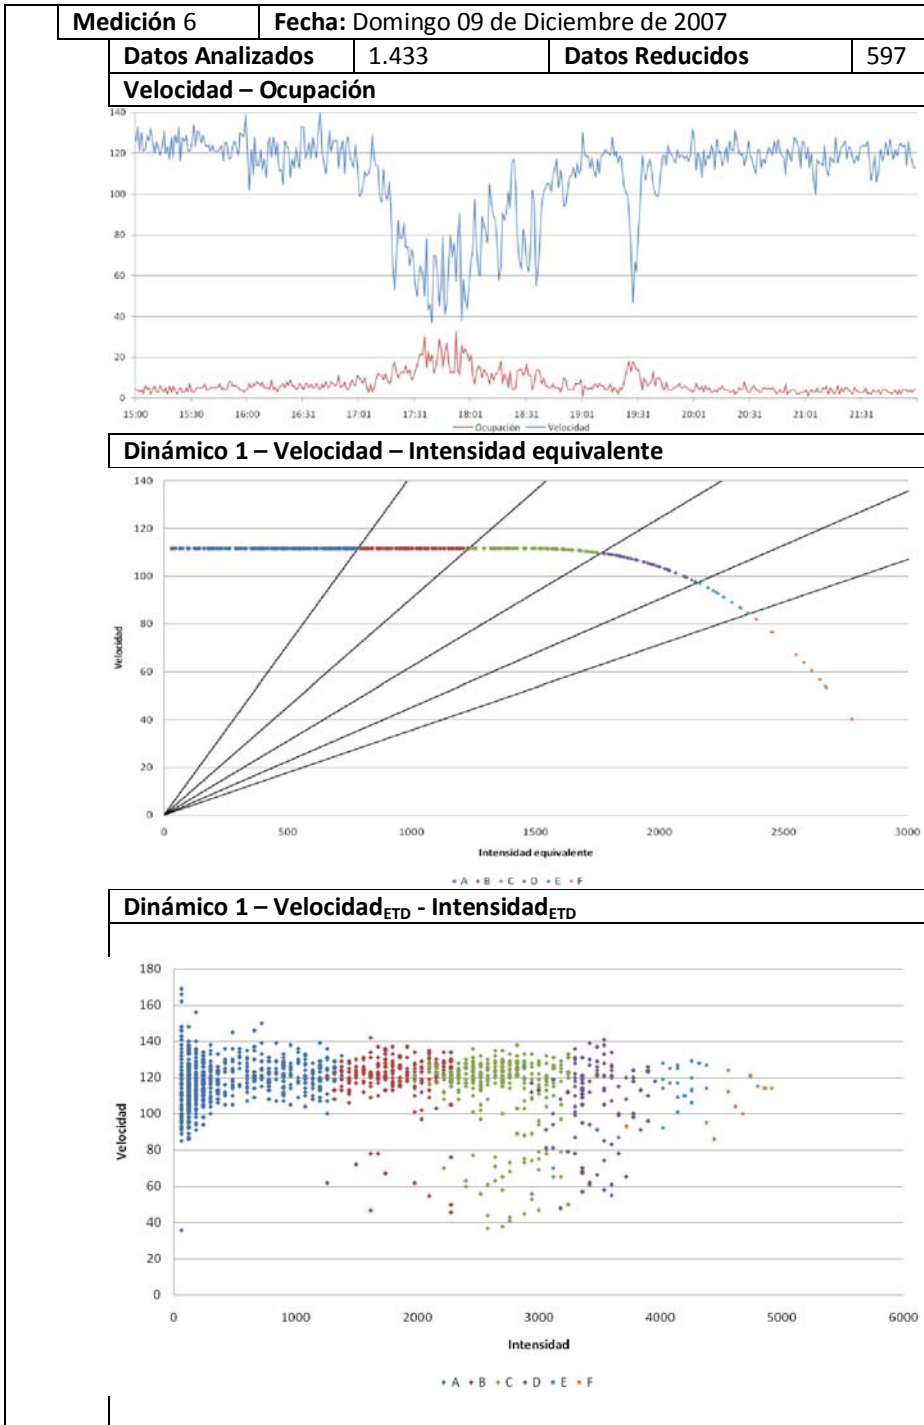 Medición 6 Fecha: Domingo 09 de Diciembre de 2007
Datos Analizados 1.433 Datos Reducidos 597
Velocidad – Ocupación
140
120
100
80
60
40
20
0
15:00 15:30 16:00 16:31 17:01 17:31 18:01 18:31 19:01 19:31 20:01 20:31 21:01 21:31
Ocupación Velocidad
Dinámico 1 – Velocidad – Intensidad equivalente
140
120
100
80
60
40
20
0
Velocidad
0 500 1000 1500 2000 2500 3000
Intensidad equivalente
A B C D E F
Dinámico 1 – VelocidadETD - IntensidadETD
180
160
140
120
100
80
60
40
20
0
Velocidad
0 1000 2000 3000 4000 5000 6000
Intensidad
A B C D E F